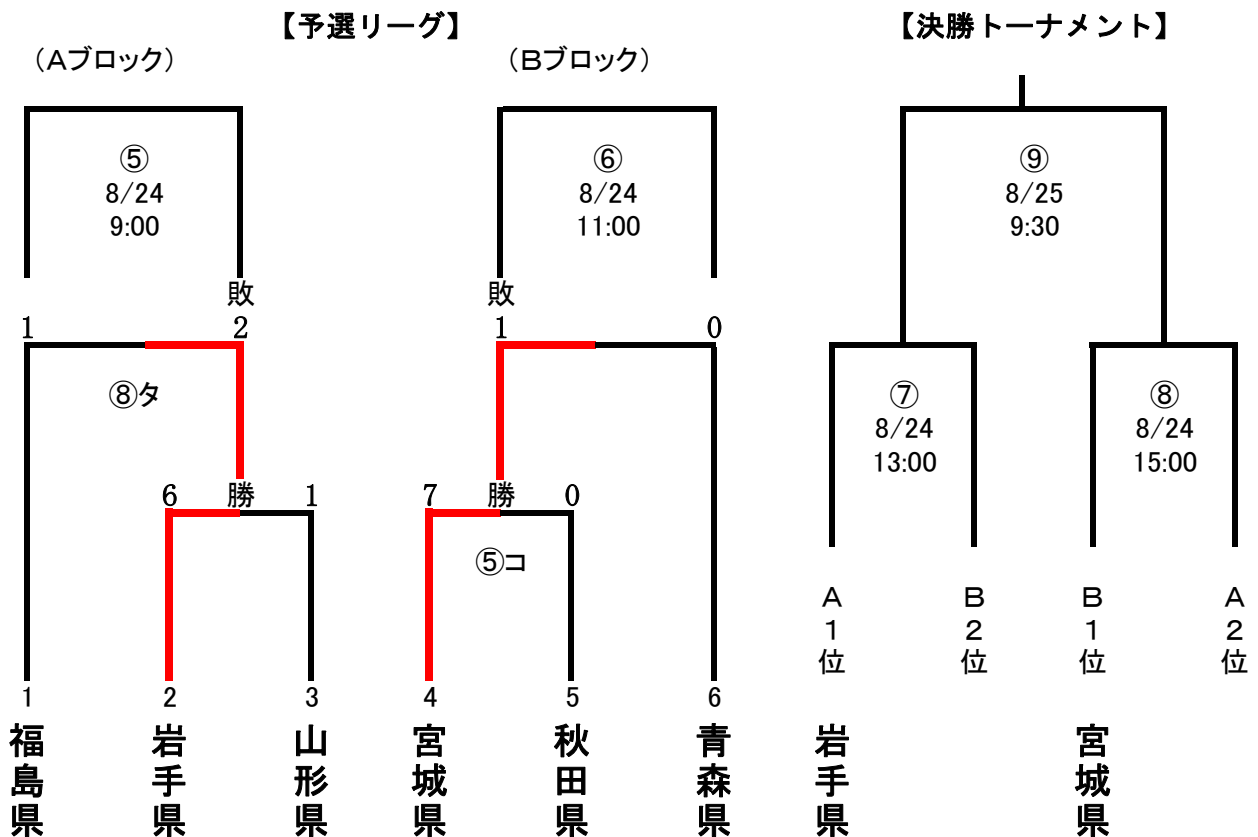 【予選リーグ】
【決勝トーナメント】
(Aブロック)
(Bブロック)
⑤
8/24
9:00
⑥
8/24
11:00
⑨
8/25
9:30
敗
敗
1
2
1
0
⑧タ
⑦
8/24
13:00
⑧
8/24
15:00
6
勝
1
7
勝
0
⑤コ
A1位
B2位
B1位
A2位
1
2
3
4
5
6
福島県
岩手県
山形県
宮城県
秋田県
青森県
岩手県
宮城県